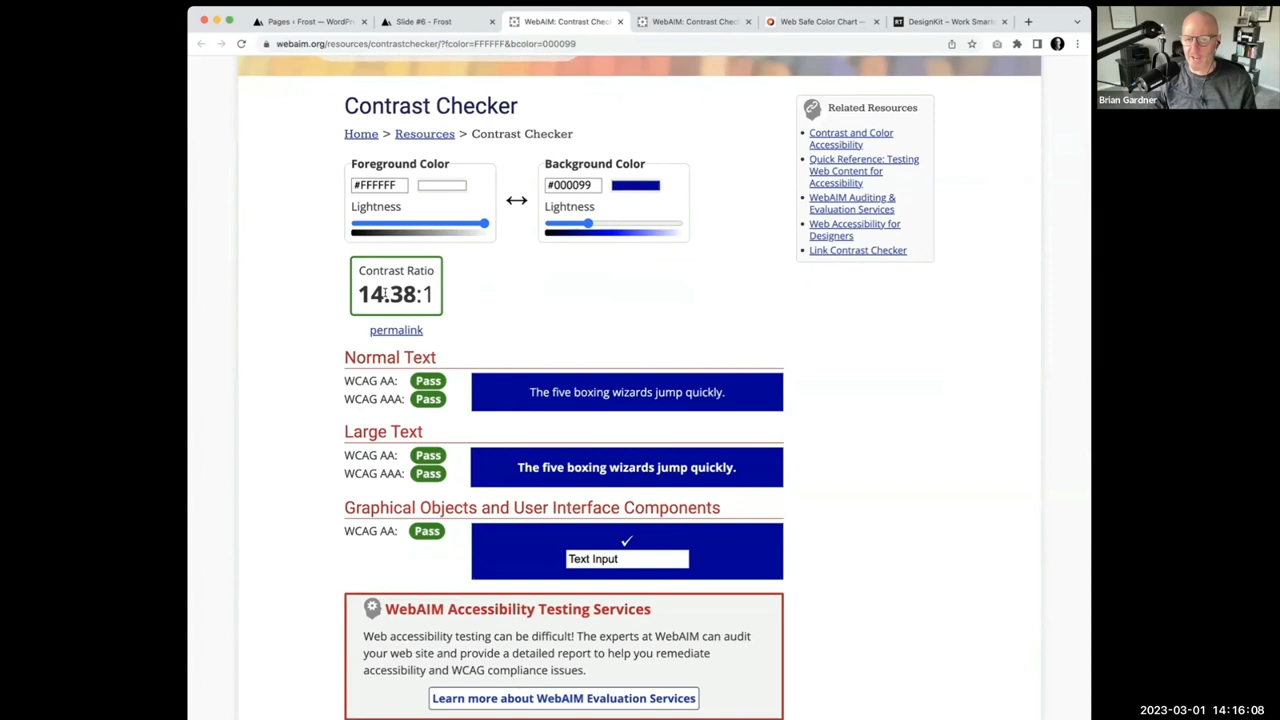 Pages ‹ Frost — WordPr
Slide #6 - Frost
WebAIM: Contrast Chec
WebAIM: Contrast Chec
Web Safe Color Chart —
RT
DesignKit — Work Smart
webaim.org/resources/contrastchecker/?fcolor=FFFFFF&bcolor=000099
Brian Gardner
Contrast Checker
Home > Resources > Contrast Checker
Foreground Color
#FFFFFF
Lightness
Background Color
#000099
Lightness
Contrast Ratio
14.38:1
permalink
Normal Text
WCAG AA: Pass
WCAG AAA: Pass
The five boxing wizards jump quickly.
Large Text
WCAG AA: Pass
WCAG AAA: Pass
The five boxing wizards jump quickly.
Graphical Objects and User Interface Components
WCAG AA: Pass
Text Input
WebAIM Accessibility Testing Services
Web accessibility testing can be difficult! The experts at WebAIM can audit
your web site and provide a detailed report to help you remediate
accessibility and WCAG compliance issues.
Learn more about WebAIM Evaluation Services
Related Resources
Contrast and Color
Accessibility
Quick Reference: Testing
Web Content for
Accessibility
WebAIM Auditing &
Evaluation Services
Web Accessibility for
Designers
Link Contrast Checker
2023-03-01 14:16:08